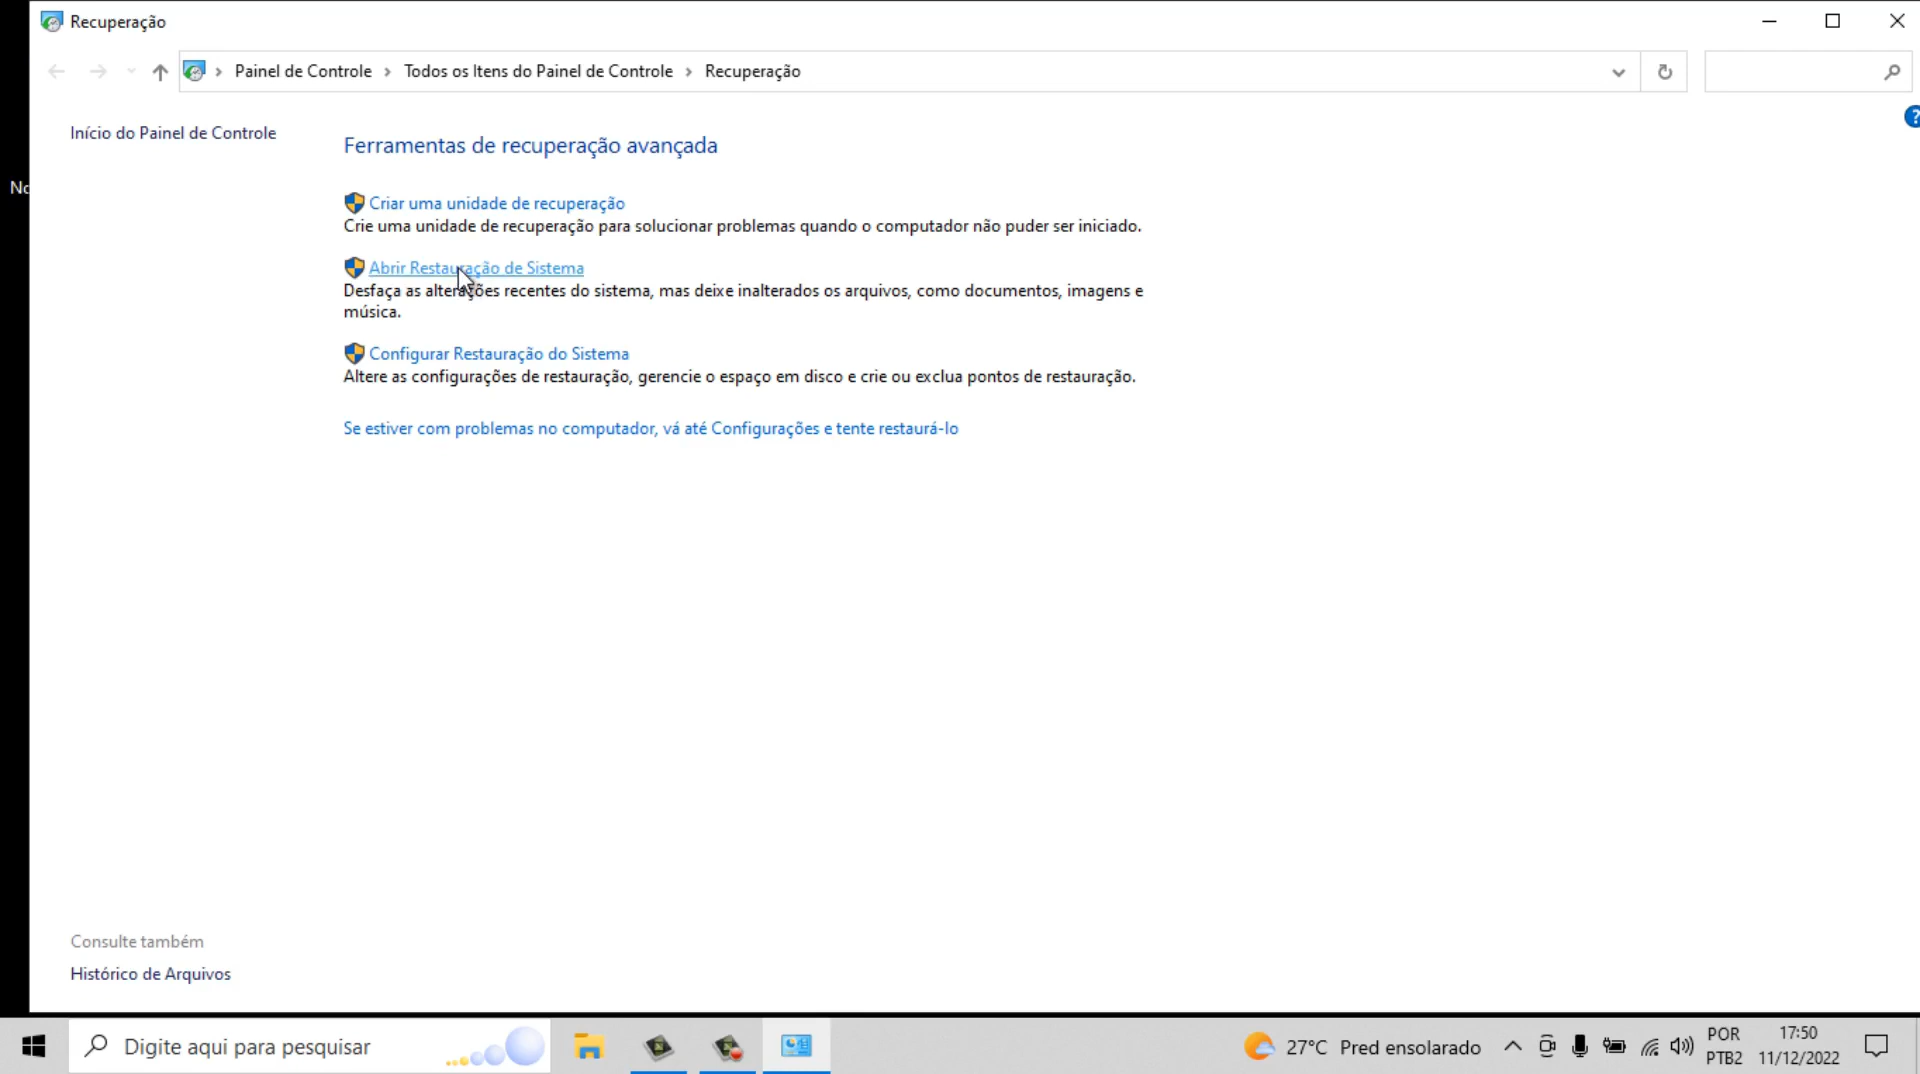 Recuperação
Painel de Controle > Todos os Itens do Painel de Controle > Recuperação
Início do Painel de Controle
Ferramentas de recuperação avançada
Criar uma unidade de recuperação
Crie uma unidade de recuperação para solucionar problemas quando o computador não puder ser iniciado.
Abrir Restauração de Sistema
Desfaça as alterações recentes do sistema, mas deixe inalterados os arquivos, como documentos, imagens e
música.
Configurar Restauração do Sistema
Altere as configurações de restauração, gerencie o espaço em disco e crie ou exclua pontos de restauração.
Se estiver com problemas no computador, vá até Configurações e tente restaurá-lo
Consulte também
Histórico de Arquivos
Digite aqui para pesquisar
27°C Pred ensolarado
POR
PTB2
17:50
11/12/2022